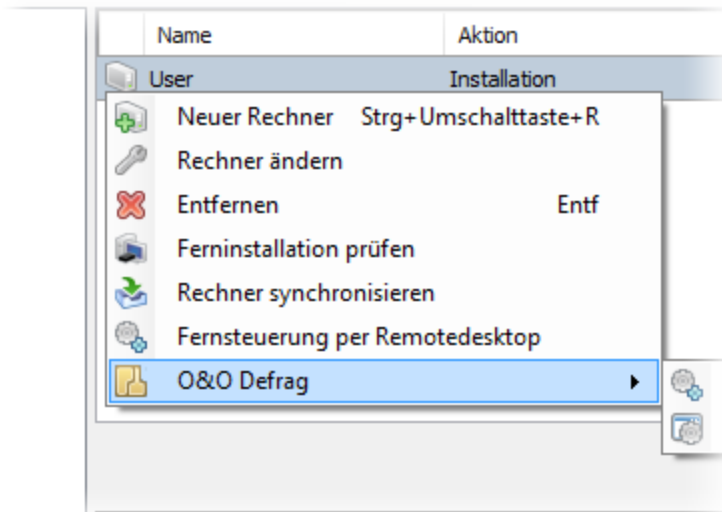 Name Aktion
User Installation
Neuer Rechner Strg+Umschalttaste+R
Rechner ändern
Entfernen Entf
Ferninstallation prüfen
Rechner synchronisieren
Fernsteuerung per Remotedesktop
O&O Defrag